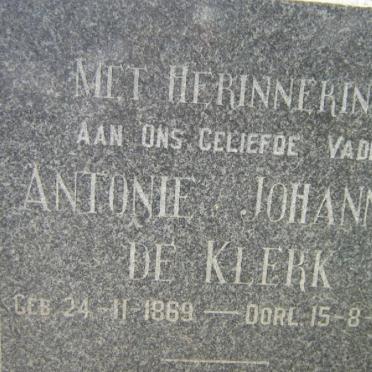 MET HERINNERIN
AAN ONS GELIEFDE VAD
ANTONIE JOHANN
DE KLERK
GEB. 24-11-1869 — OORL. 15-8-